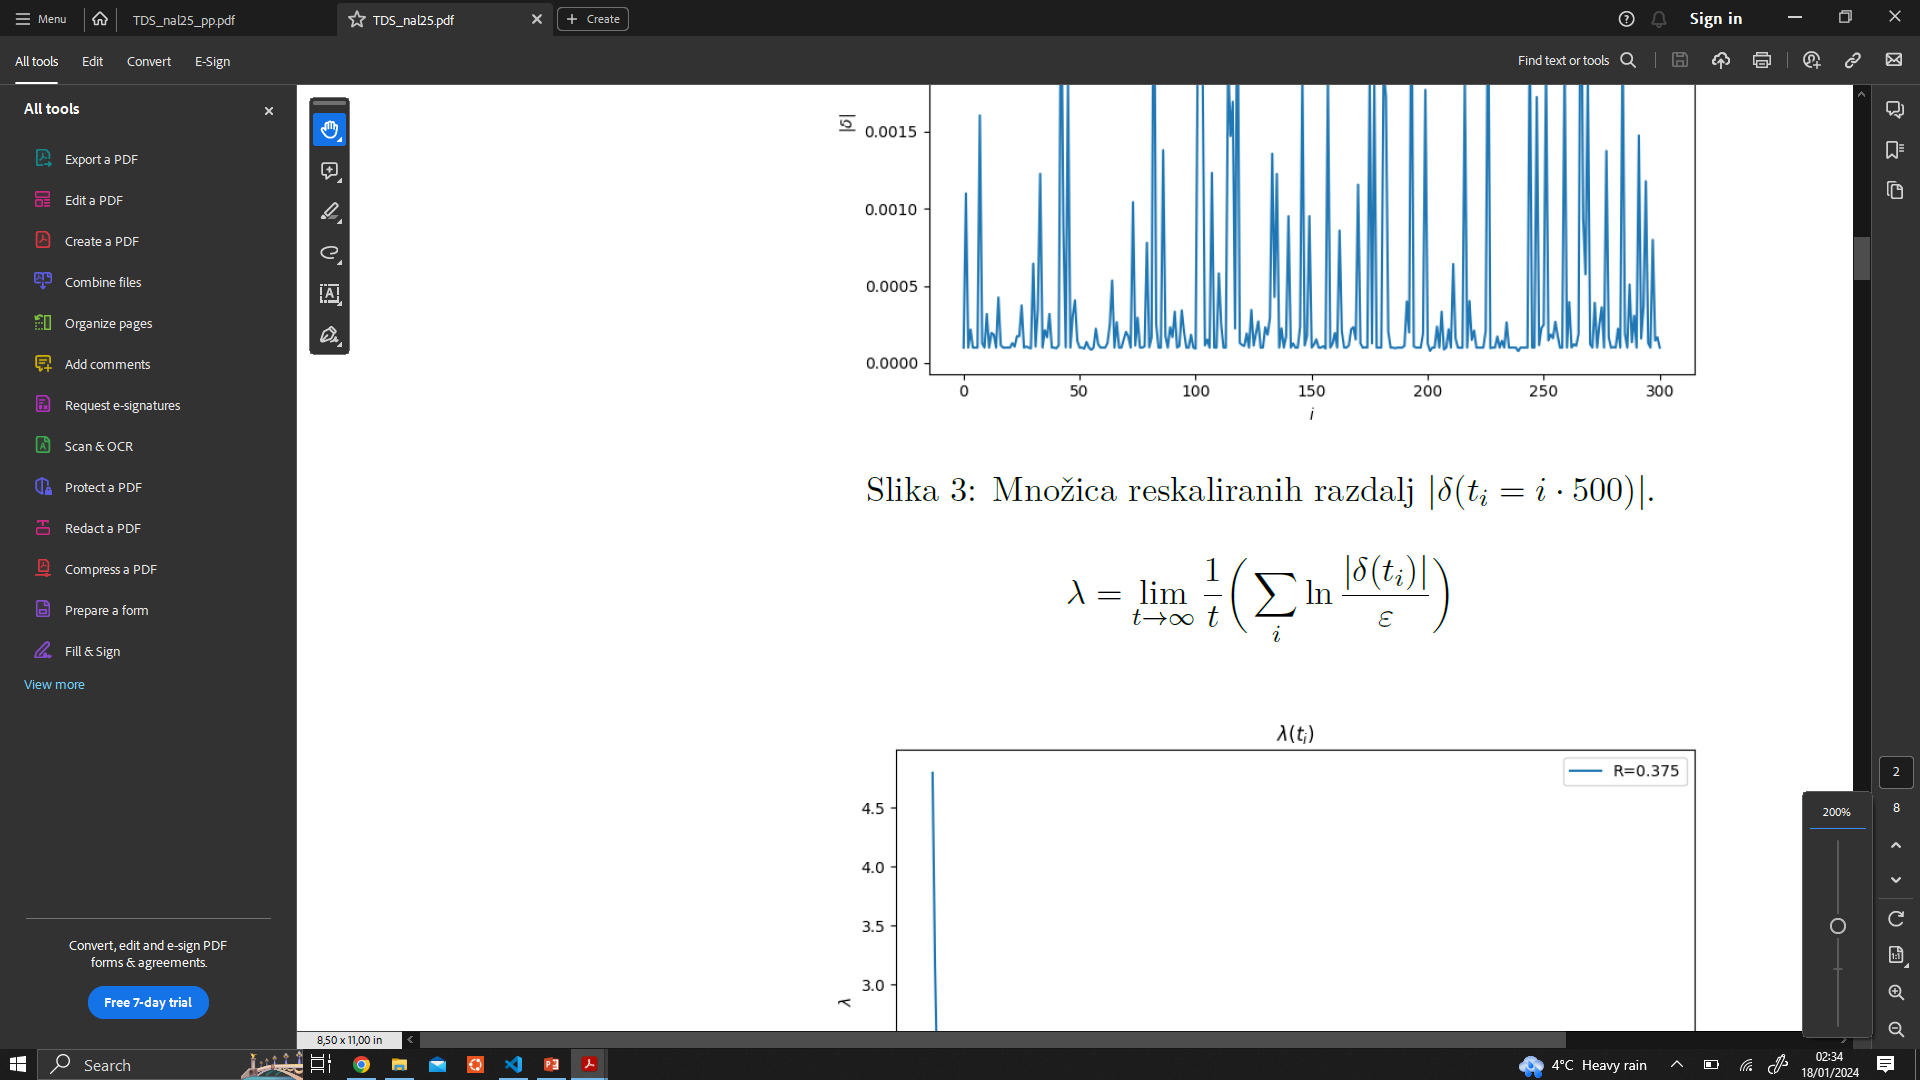 Menu
TDS_nal25_pp.pdf
TDS_nal25.pdf
Create
Sign in
All tools
Edit
Convert
E-Sign
Find text or tools
All tools
Export a PDF
Edit a PDF
Create a PDF
Combine files
Organize pages
Add comments
Request e-signatures
Scan & OCR
Protect a PDF
Redact a PDF
Compress a PDF
Prepare a form
Fill & Sign
View more
Convert, edit and e-sign PDF
forms & agreements.
Free 7-day trial
|δ|
0.0015
0.0010
0.0005
0.0000
0 50 100 150 200 250 300
i
Slika 3: Množica reskaliranih razdalj |δ(tᵢ = i · 500)|.
λ = lim_{t→∞} 1/t ( ∑_i ln |δ(tᵢ)|/ε )
λ(tᵢ)
R=0.375
4.5
4.0
3.5
3.0
λ
2
8
200%
8,50 x 11,00 in
Search
4°C Heavy rain
02:34
18/01/2024